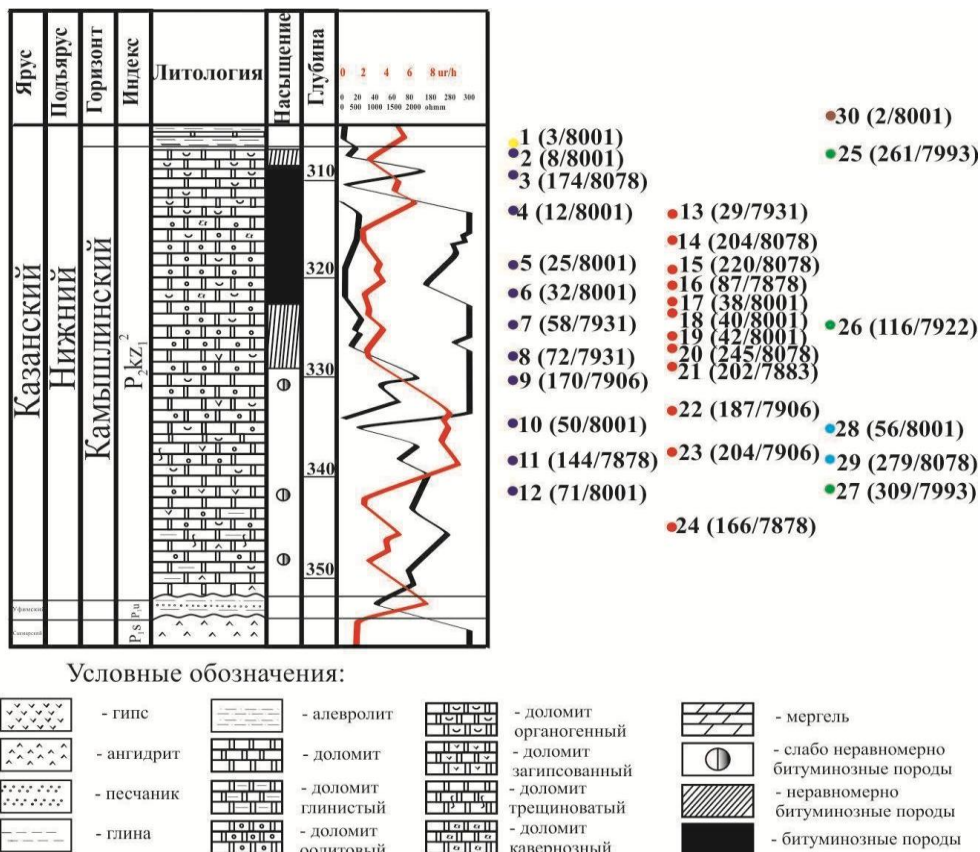 Ярус
Подъярус
Горизонт
Индекс
Литология
Насыщение
Глубина
0 2 4 6 8 ur/h
0 20 40 60 80 180 280 300
0 500 1000 1500 2000 ohmm
Казанский
Нижний
Камышлинский
P₂kz₁²
310
320
330
340
350
Уфимский
P₁u
P₁s
1 (3/8001)
2 (8/8001)
3 (174/8078)
4 (12/8001)
5 (25/8001)
6 (32/8001)
7 (58/7931)
8 (72/7931)
9 (170/7906)
10 (50/8001)
11 (144/7878)
12 (71/8001)
13 (29/7931)
14 (204/8078)
15 (220/8078)
16 (87/7878)
17 (38/8001)
18 (40/8001)
19 (42/8001)
20 (245/8078)
21 (202/7883)
22 (187/7906)
23 (204/7906)
24 (166/7878)
30 (2/8001)
25 (261/7993)
26 (116/7922)
28 (56/8001)
29 (279/8078)
27 (309/7993)
Условные обозначения:
- гипс
- ангидрит
- песчаник
- глина
- алевролит
- доломит
- доломит
глинистый
- доломит
оолитовый
- доломит
органогенный
- доломит
загипсованный
- доломит
трещиноватый
- доломит
кавернозный
- мергель
- слабо неравномерно
битуминозные породы
- неравномерно
битуминозные породы
- битуминозные породы